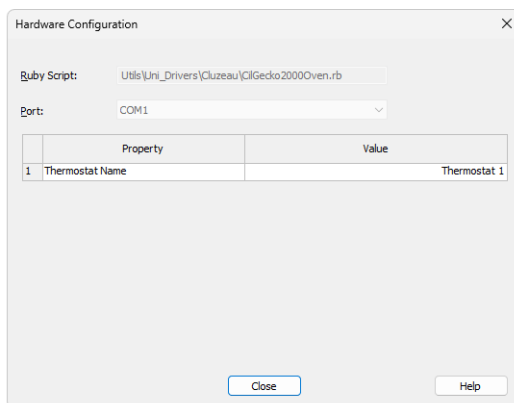 Hardware Configuration
Ruby Script: Utils\Uni_Drivers\Cluzeau\CilGecko2000Oven.rb
Port: COM1
Property Value
1 Thermostat Name Thermostat 1
Close Help